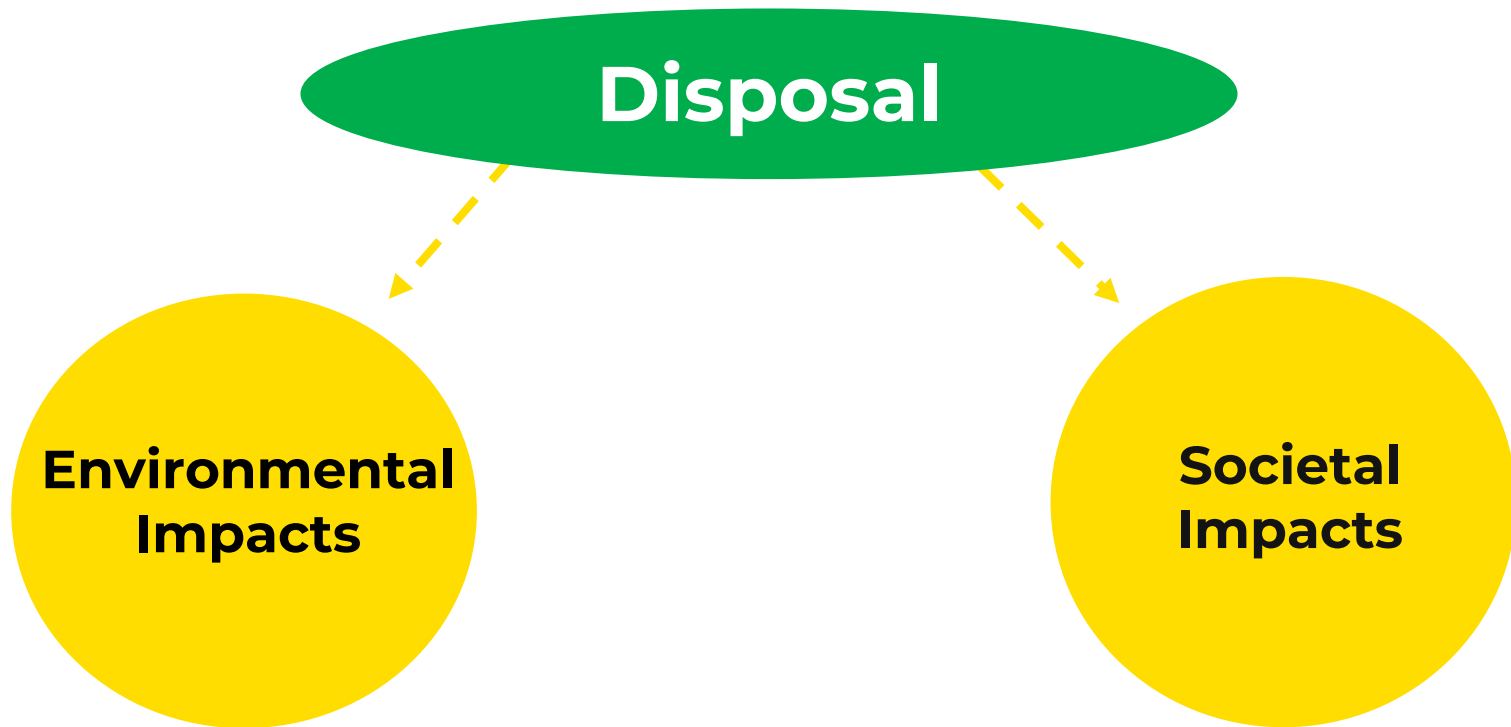 Disposal
Environmental
Impacts
Societal
Impacts